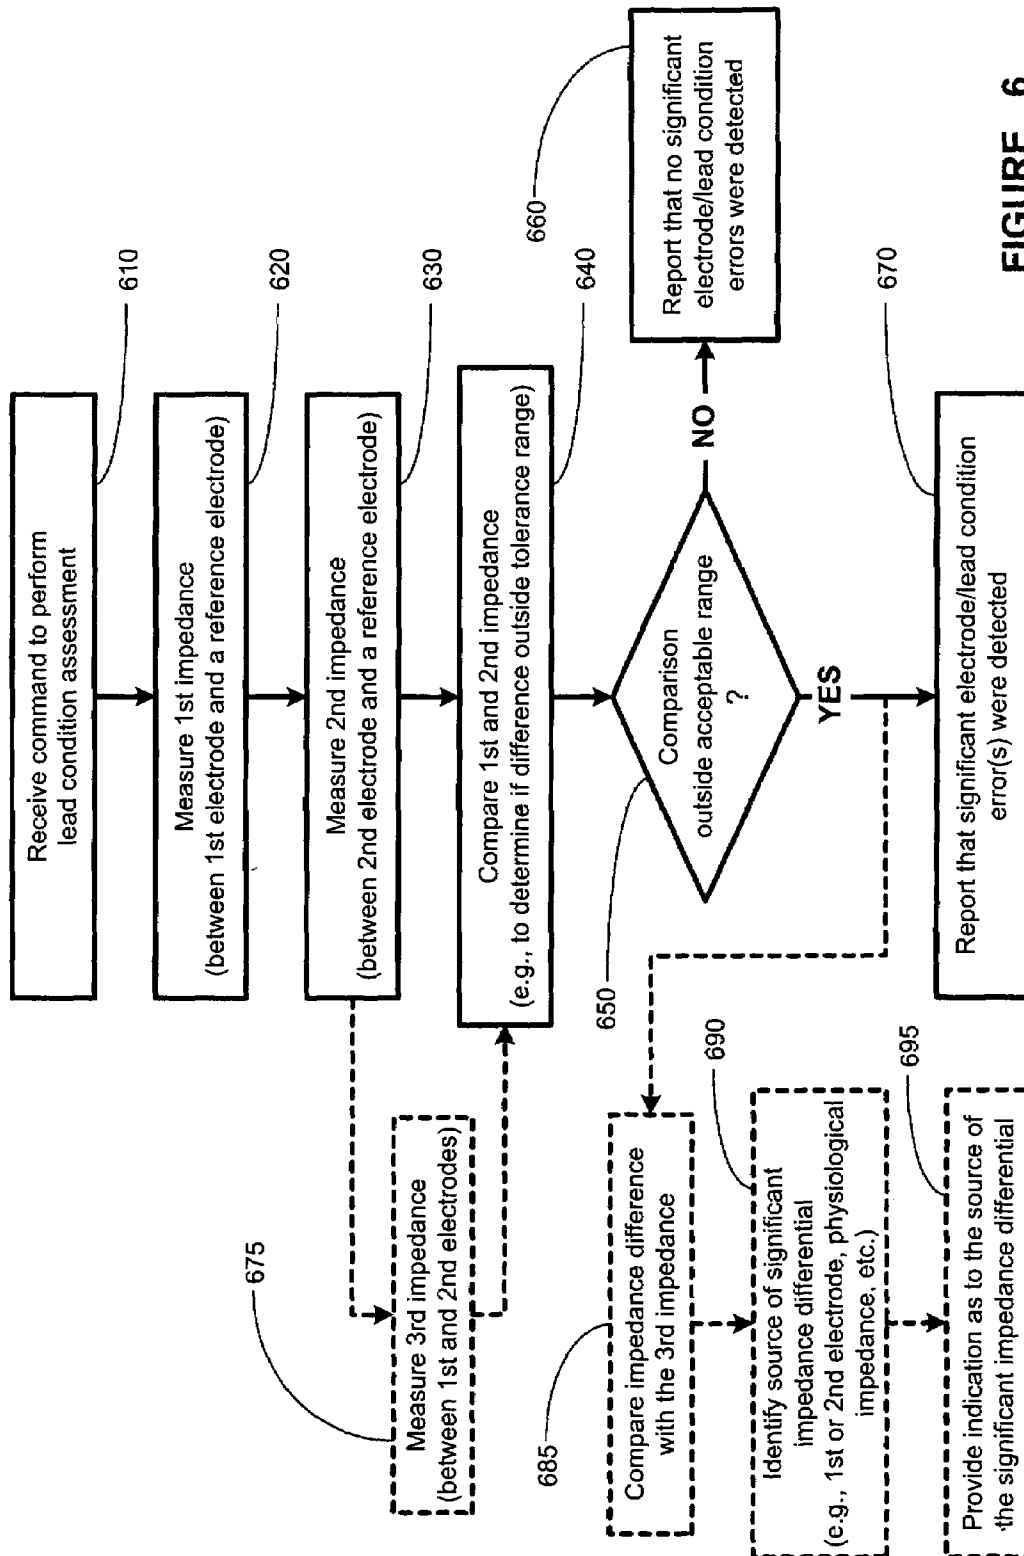 Receive command to perform
lead condition assessment
610
Measure 1st impedance
(between 1st electrode and a reference electrode)
620
Measure 2nd impedance
(between 2nd electrode and a reference electrode)
630
Measure 3rd impedance
(between 1st and 2nd electrodes)
675
Compare 1st and 2nd impedance
(e.g., to determine if difference outside tolerance range)
640
Comparison
outside acceptable range
?
650
NO
Report that no significant
electrode/lead condition
errors were detected
660
YES
Report that significant electrode/lead condition
error(s) were detected
670
Compare impedance difference
with the 3rd impedance
685
Identify source of significant
impedance differential
(e.g., 1st or 2nd electrode, physiological
impedance, etc.)
690
Provide indication as to the source of
the significant impedance differential
695
FIGURE 6